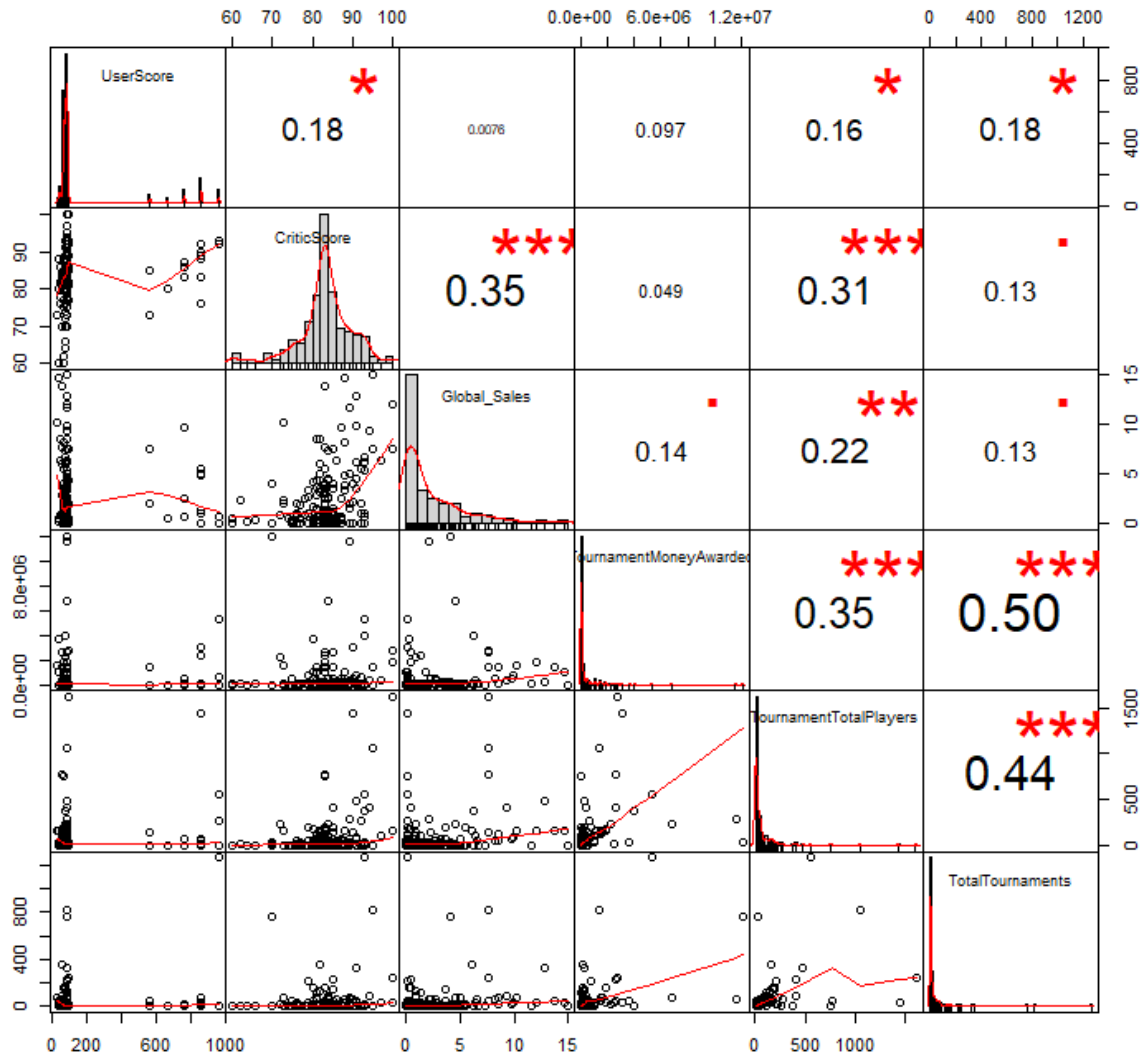 60 70 80 90 100 0.0e+00 6.0e+06 1.2e+07 0 400 800 1200
UserScore * 0.18 0.0076 0.097 * 0.16 * 0.18 0 400 800
60 70 80 90 CriticScore *** 0.35 0.049 *** 0.31 . 0.13
Global_Sales . 0.14 ** 0.22 . 0.13 0 5 10 15
0.0e+00 8.0e+06 TournamentMoneyAwarded *** 0.35 *** 0.50
TournamentTotalPlayers *** 0.44 0 500 1500
0 400 800 TotalTournaments
0 200 600 1000 0 5 10 15 0 500 1000